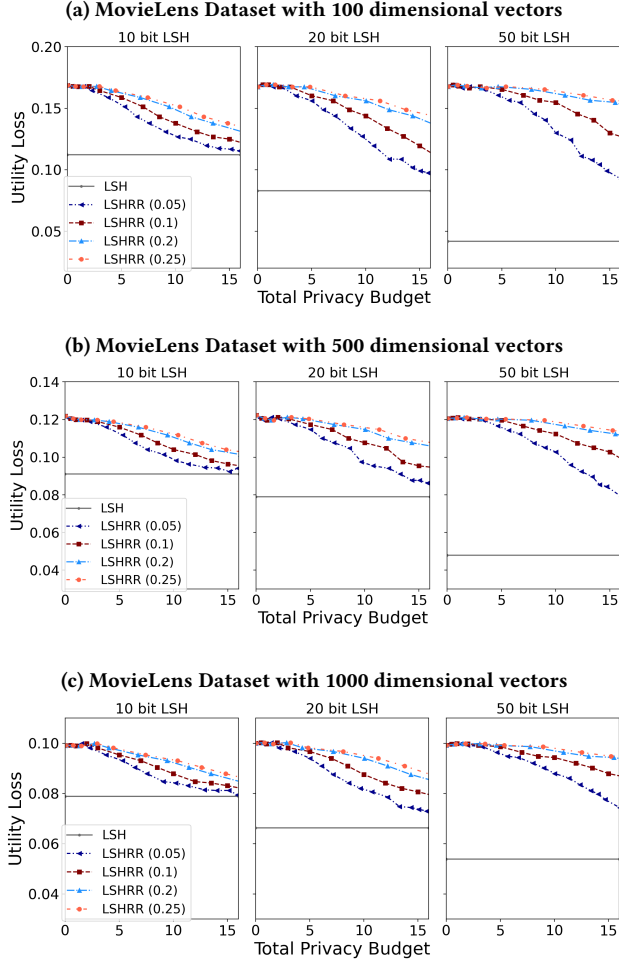 (a) MovieLens Dataset with 100 dimensional vectors
10 bit LSH 20 bit LSH 50 bit LSH
0.20
0.15
0.10
0.05
Utility Loss
LSH
LSHRR (0.05)
LSHRR (0.1)
LSHRR (0.2)
LSHRR (0.25)
0 5 10 15 0 5 10 15 0 5 10 15
Total Privacy Budget
(b) MovieLens Dataset with 500 dimensional vectors
10 bit LSH 20 bit LSH 50 bit LSH
0.14
0.12
0.10
0.08
0.06
0.04
Utility Loss
LSH
LSHRR (0.05)
LSHRR (0.1)
LSHRR (0.2)
LSHRR (0.25)
0 5 10 15 0 5 10 15 0 5 10 15
Total Privacy Budget
(c) MovieLens Dataset with 1000 dimensional vectors
10 bit LSH 20 bit LSH 50 bit LSH
0.10
0.08
0.06
0.04
Utility Loss
LSH
LSHRR (0.05)
LSHRR (0.1)
LSHRR (0.2)
LSHRR (0.25)
0 5 10 15 0 5 10 15 0 5 10 15
Total Privacy Budget